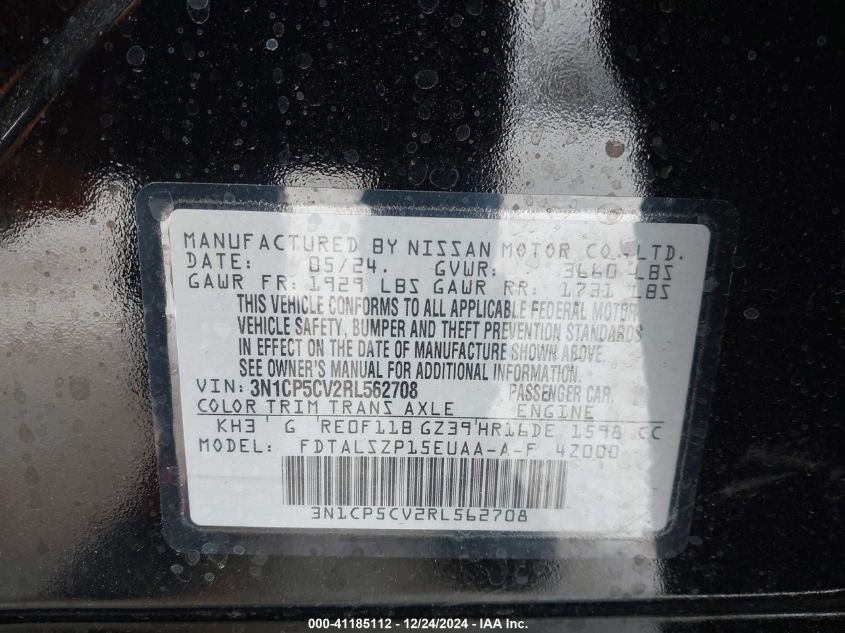 MANUFACTURED BY NISSAN MOTOR CO., LTD.
DATE: 05/24. GVWR: 3660 LBS
GAWR FR: 1929 LBS GAWR RR: 1731 LBS
THIS VEHICLE CONFORMS TO ALL APPLICABLE FEDERAL MOTOR
VEHICLE SAFETY, BUMPER AND THEFT PREVENTION STANDARDS
IN EFFECT ON THE DATE OF MANUFACTURE SHOWN ABOVE.
SEE OWNER'S MANUAL FOR ADDITIONAL INFORMATION.
VIN: 3N1CP5CV2RL562708 PASSENGER CAR.
COLOR TRIM TRANS AXLE ENGINE
KH3 G RE0F11B GZ39 HR16DE 1598 CC
MODEL: FDTALSZP15EUAA-A-F 42000
3N1CP5CV2RL562708
000-41185112 - 12/24/2024 - IAA Inc.